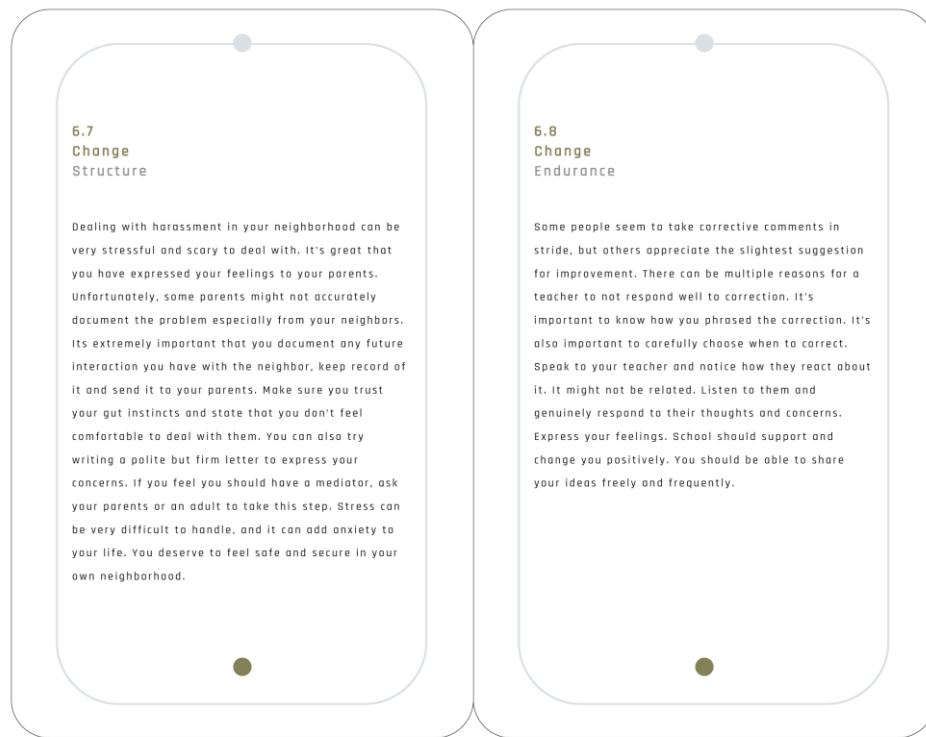 6.7
Change
Structure
Dealing with harassment in your neighborhood can be
very stressful and scary to deal with. It's great that
you have expressed your feelings to your parents.
Unfortunately, some parents might not accurately
document the problem especially from your neighbors.
Its extremely important that you document any future
interaction you have with the neighbor, keep record of
it and send it to your parents. Make sure you trust
your gut instincts and state that you don't feel
comfortable to deal with them. You can also try
writing a polite but firm letter to express your
concerns. If you feel you should have a mediator, ask
your parents or an adult to take this step. Stress can
be very difficult to handle, and it can add anxiety to
your life. You deserve to feel safe and secure in your
own neighborhood.
6.8
Change
Endurance
Some people seem to take corrective comments in
stride, but others appreciate the slightest suggestion
for improvement. There can be multiple reasons for a
teacher to not respond well to correction. It's
important to know how you phrased the correction. It's
also important to carefully choose when to correct.
Speak to your teacher and notice how they react about
it. It might not be related. Listen to them and
genuinely respond to their thoughts and concerns.
Express your feelings. School should support and
change you positively. You should be able to share
your ideas freely and frequently.